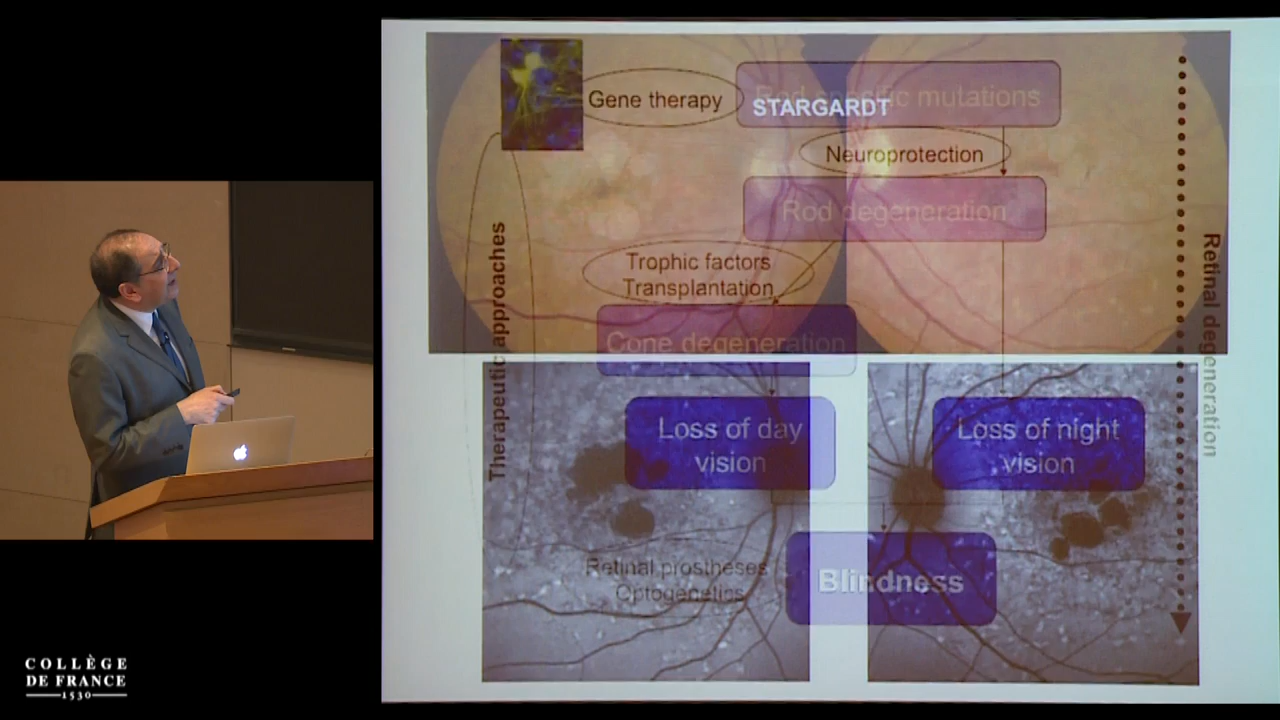 Gene therapy
Rod specific mutations
STARGARDT
Neuroprotection
Rod degeneration
Trophic factors
Transplantation
Cone degeneration
Therapeutic approaches
Retinal degeneration
Loss of day
vision
Loss of night
vision
Retinal prostheses
Optogenetics
Blindness
COLLÈGE
DE FRANCE
1530